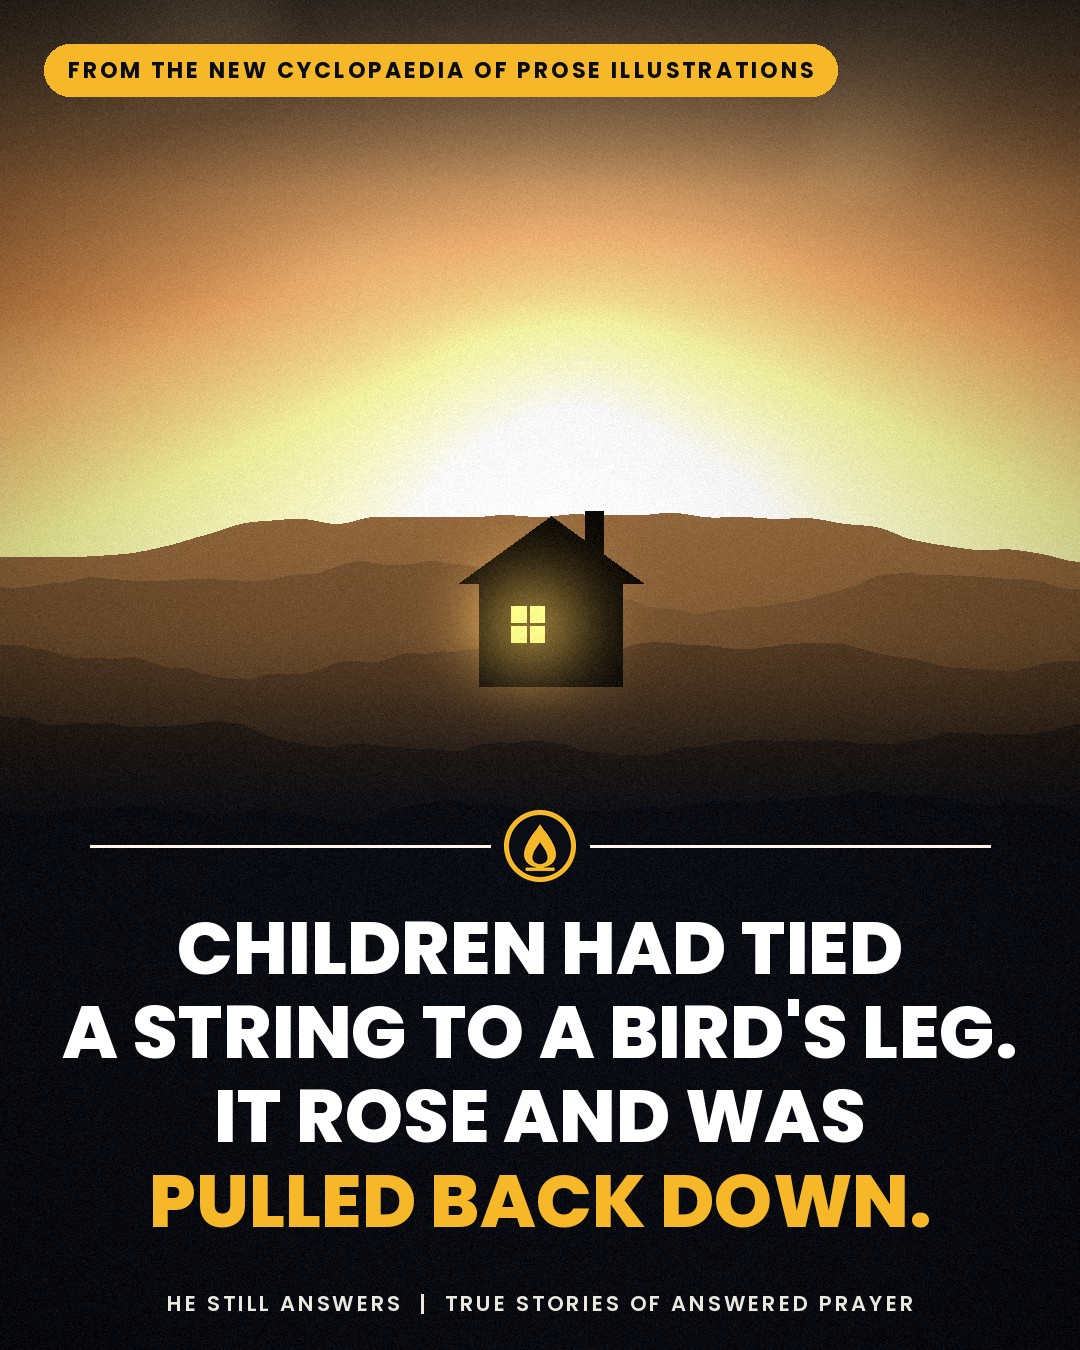 FROM THE NEW CYCLOPAEDIA OF PROSE ILLUSTRATIONS
CHILDREN HAD TIED
A STRING TO A BIRD'S LEG.
IT ROSE AND WAS
PULLED BACK DOWN.
HE STILL ANSWERS | TRUE STORIES OF ANSWERED PRAYER